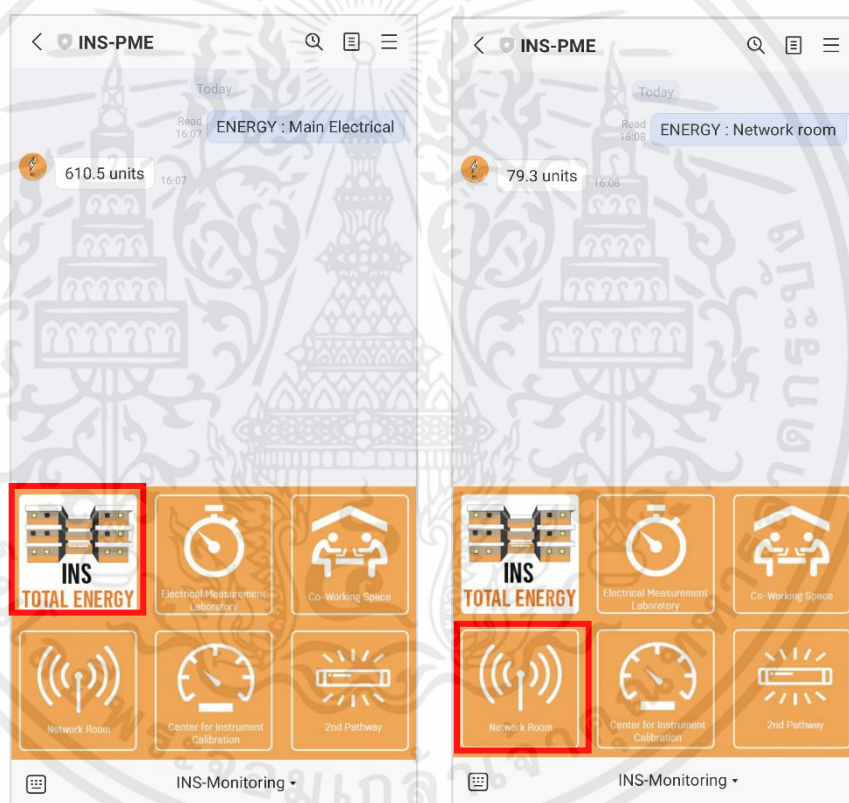 INS-PME
Today
Read
16:07
ENERGY : Main Electrical
610.5 units
16:07
INS
TOTAL ENERGY
Electrical Measurement
Laboratory
Co-Working Space
Network Room
Center for Instrument
Calibration
2nd Pathway
INS-Monitoring
INS-PME
Today
Read
16:08
ENERGY : Network room
79.3 units
16:08
INS
TOTAL ENERGY
Electrical Measurement
Laboratory
Co-Working Space
Network Room
Center for Instrument
Calibration
2nd Pathway
INS-Monitoring